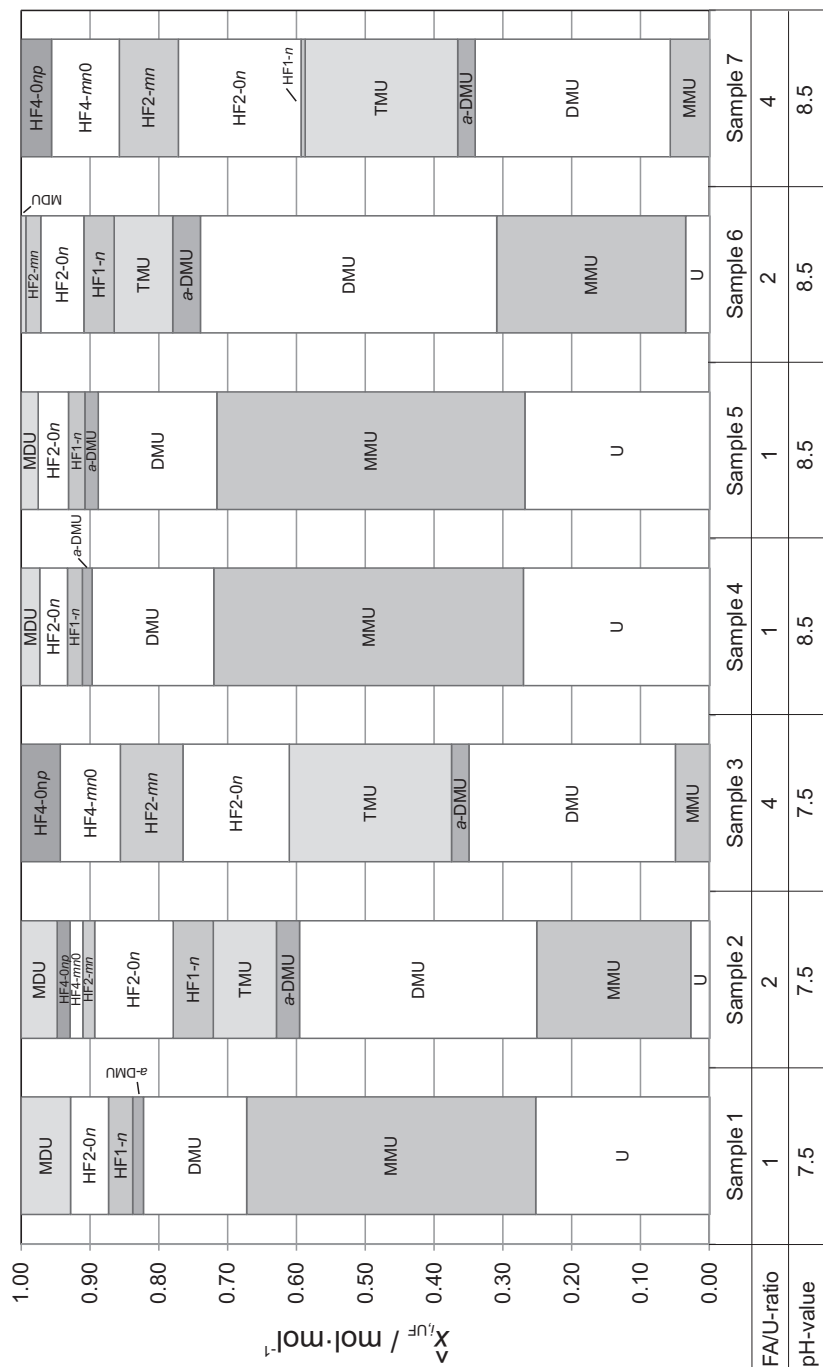 x̂i,UF / mol·mol-1
1.00
0.90
0.80
0.70
0.60
0.50
0.40
0.30
0.20
0.10
0.00
MDU
HF2-0n
HF1-n
a-DMU
DMU
MMU
U
MDU
HF4-0np
HF4-mn0
HF2-mn
HF2-0n
HF1-n
TMU
a-DMU
DMU
MMU
U
HF4-0np
HF4-mn0
HF2-mn
HF2-0n
TMU
a-DMU
DMU
MMU
MDU
HF2-0n
HF1-n
a-DMU
DMU
MMU
U
MDU
HF2-0n
HF1-n
a-DMU
DMU
MMU
U
MDU
HF2-mn
HF2-0n
HF1-n
TMU
a-DMU
DMU
MMU
U
HF4-0np
HF4-mn0
HF2-mn
HF2-0n
HF1-n
TMU
a-DMU
DMU
MMU
Sample 1 Sample 2 Sample 3 Sample 4 Sample 5 Sample 6 Sample 7
FA/U-ratio 1 2 4 1 1 2 4
pH-value 7.5 7.5 7.5 8.5 8.5 8.5 8.5